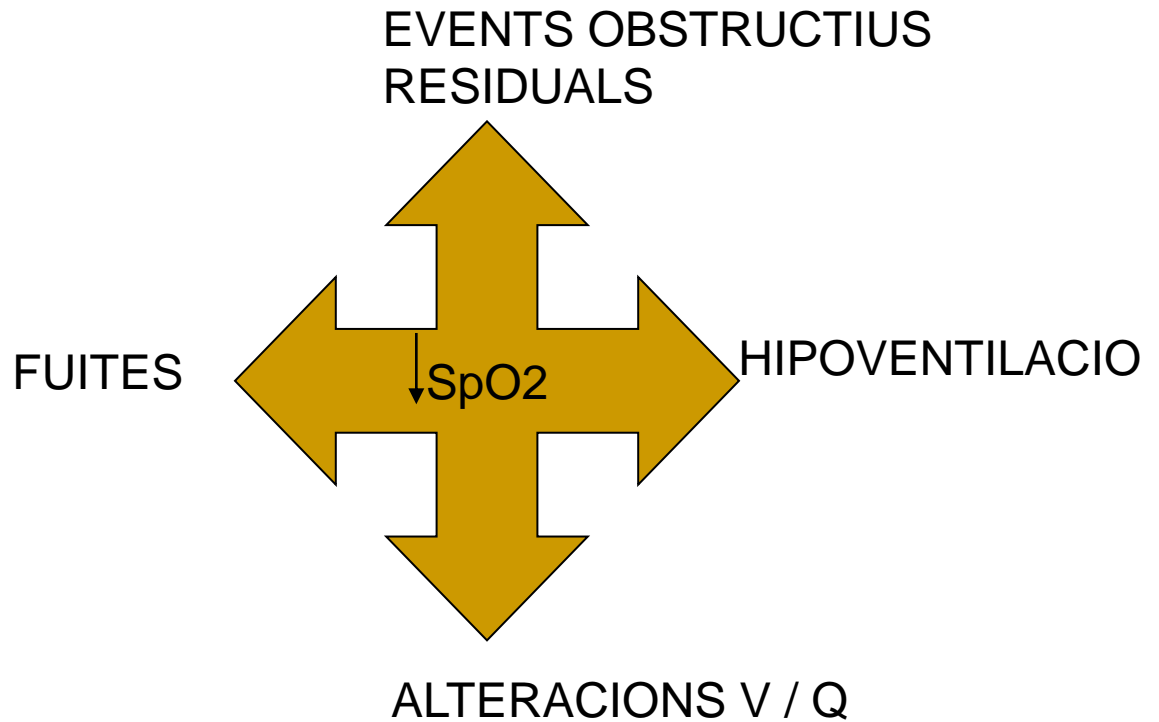 EVENTS OBSTRUCTIUS
RESIDUALS
FUITES
↓SpO2
HIPOVENTILACIO
ALTERACIONS V / Q